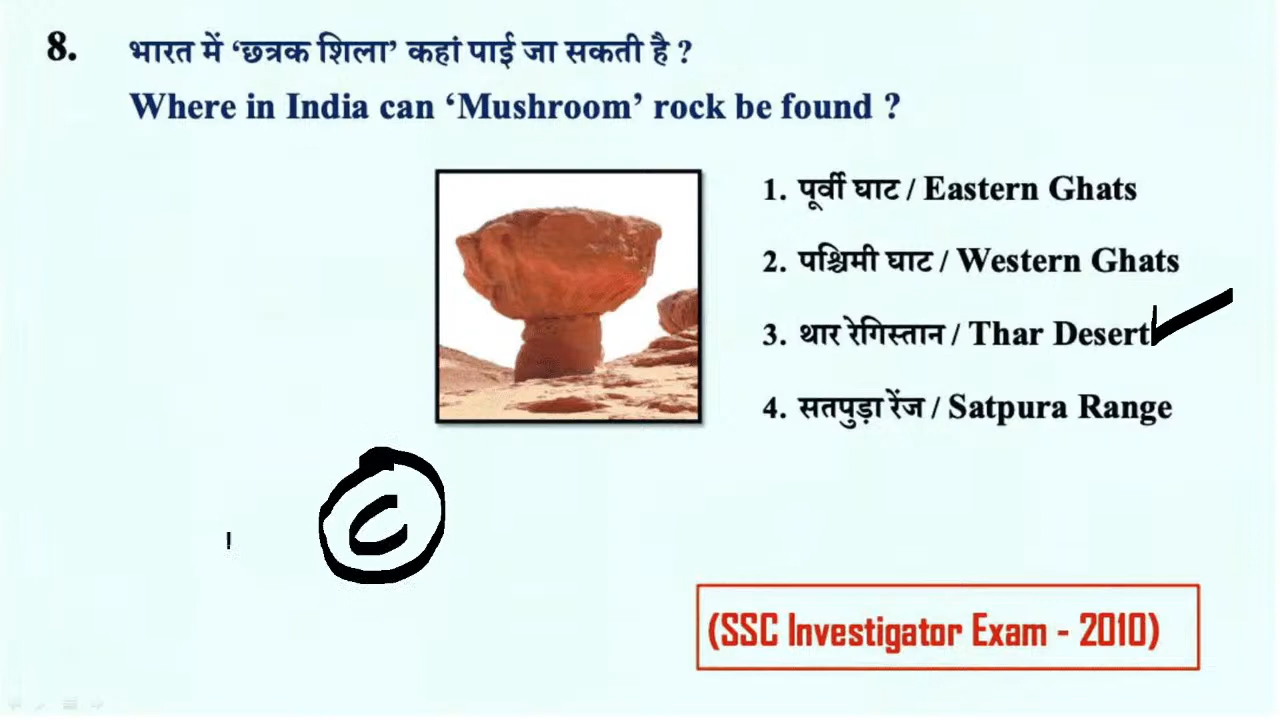 8. भारत में ‘छत्रक शिला’ कहां पाई जा सकती है ?
Where in India can ‘Mushroom’ rock be found ?
1. पूर्वी घाट / Eastern Ghats
2. पश्चिमी घाट / Western Ghats
3. थार रेगिस्तान / Thar Desert
4. सतपुड़ा रेंज / Satpura Range
C
(SSC Investigator Exam - 2010)